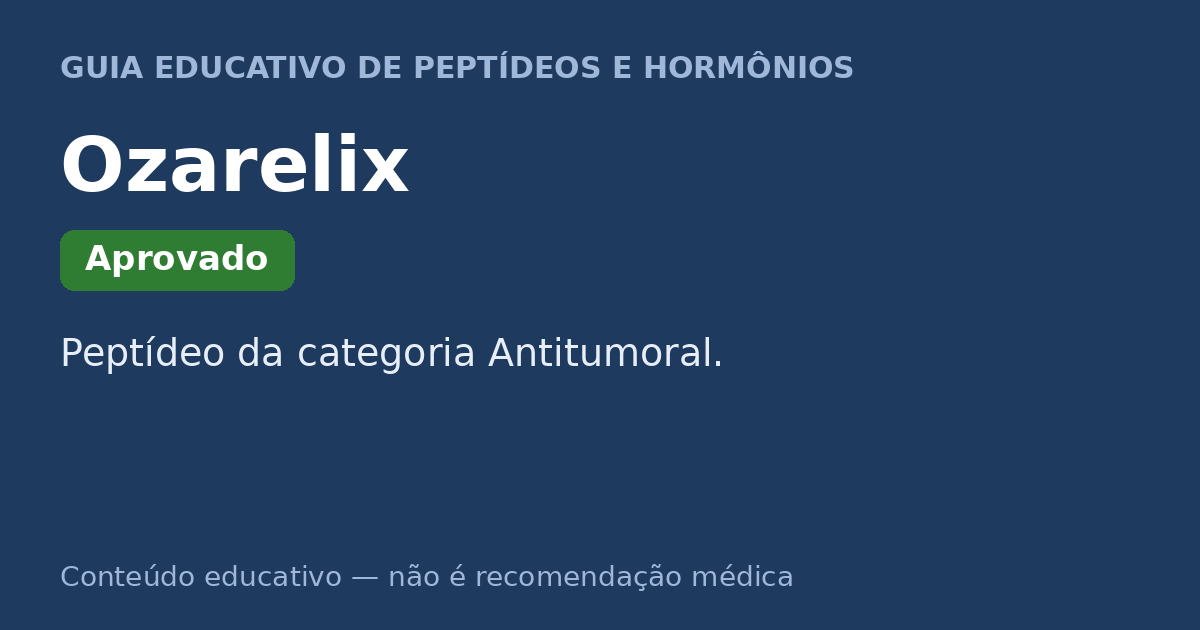 GUIA EDUCATIVO DE PEPTÍDEOS E HORMÔNIOS
Ozarelix
Aprovado
Peptídeo da categoria Antitumoral.
Conteúdo educativo — não é recomendação médica